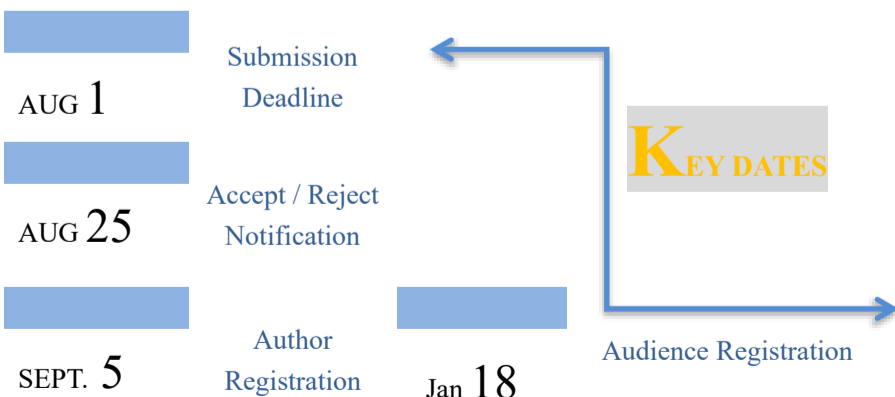 AUG 1
Submission
Deadline
KEY DATES
AUG 25
Accept / Reject
Notification
SEPT. 5
Author
Registration
Jan 18
Audience Registration